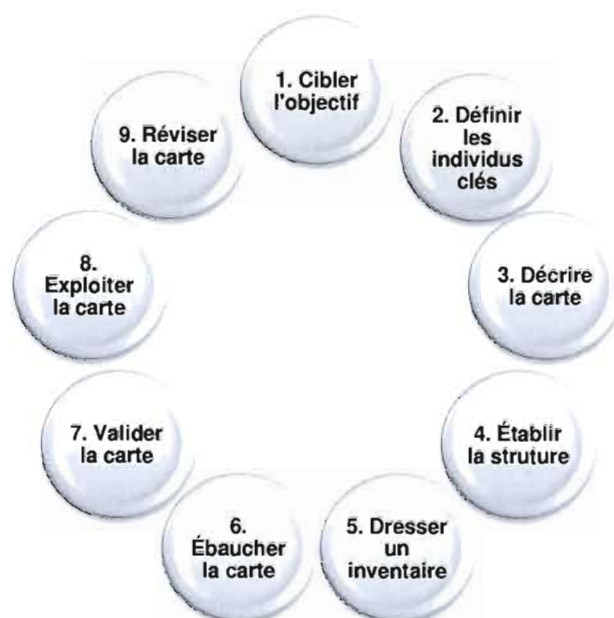 1. Cibler
l'objectif
2. Définir
les
individus
clés
3. Décrire
la carte
4. Établir
la struture
5. Dresser
un
inventaire
6.
Ébaucher
la carte
7. Valider
la carte
8.
Exploiter
la carte
9. Réviser
la carte